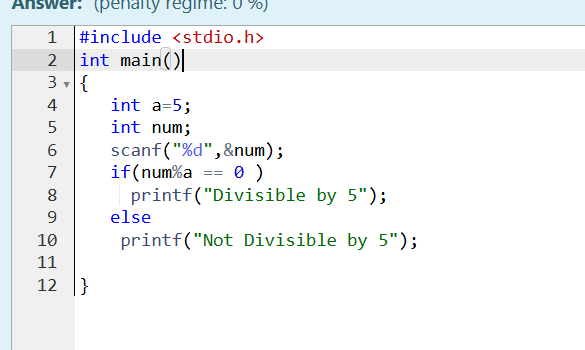 Answer: (penalty regime: 0 %)
1 #include <stdio.h>
2 int main()
3 {
4 int a=5;
5 int num;
6 scanf("%d",&num);
7 if(num%a == 0 )
8 printf("Divisible by 5");
9 else
10 printf("Not Divisible by 5");
11
12 }